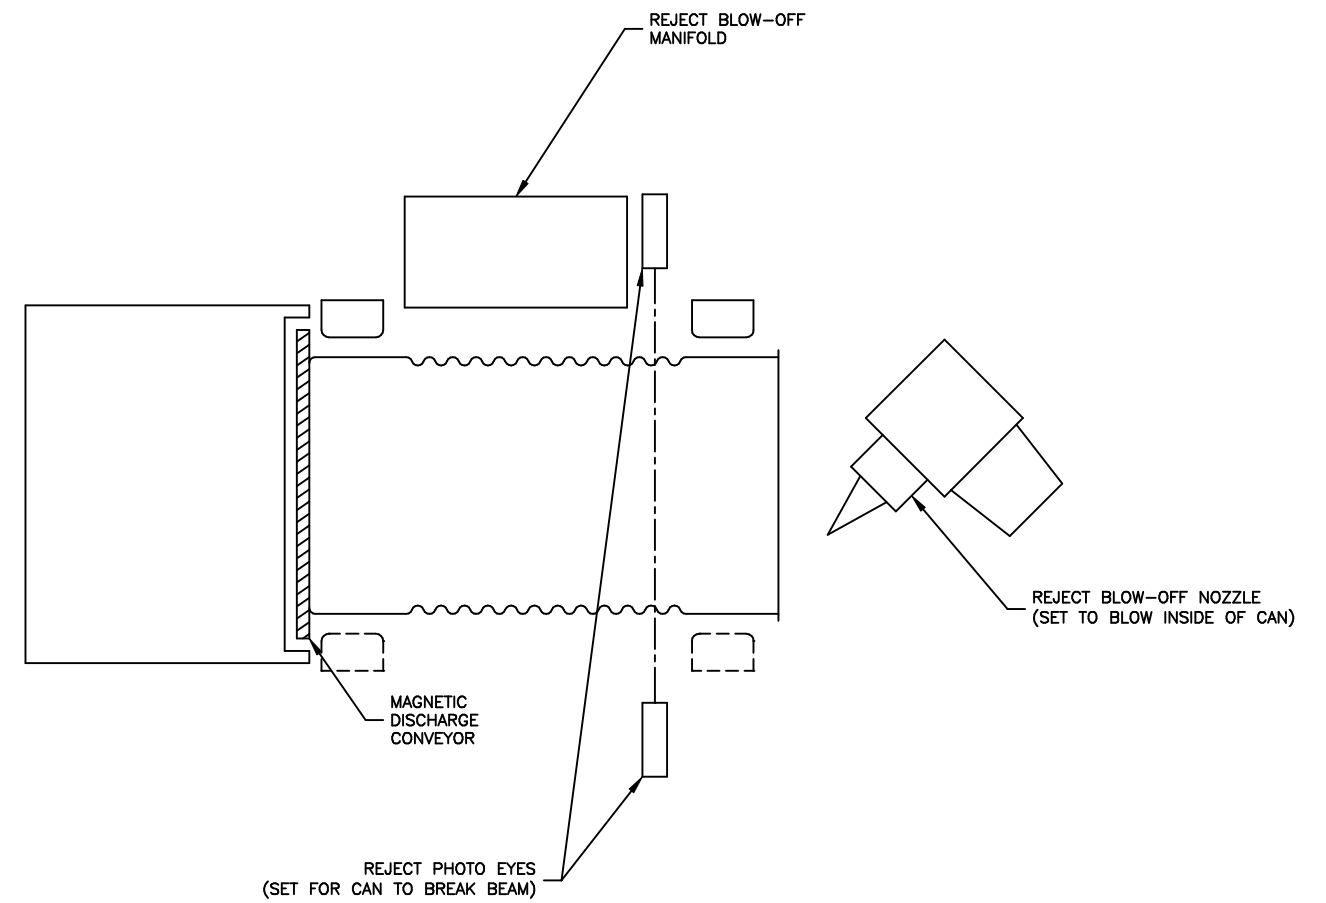 REJECT BLOW-OFF
MANIFOLD
REJECT BLOW-OFF NOZZLE
(SET TO BLOW INSIDE OF CAN)
MAGNETIC
DISCHARGE
CONVEYOR
REJECT PHOTO EYES
(SET FOR CAN TO BREAK BEAM)